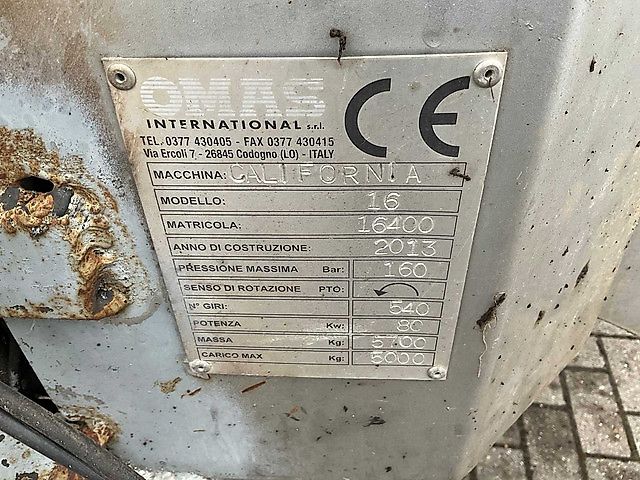 OMAS
INTERNATIONAL s.r.l.
CE
TEL. 0377 430405 - FAX 0377 430415
Via Ercoli 7 - 26845 Codogno (LO) - ITALY
MACCHINA: CALIFORNIA
MODELLO: 16
MATRICOLA: 16400
ANNO DI COSTRUZIONE: 2013
PRESSIONE MASSIMA Bar: 160
SENSO DI ROTAZIONE PTO:
N° GIRI: 540
POTENZA Kw: 80
MASSA Kg: 5700
CARICO MAX Kg: 5000